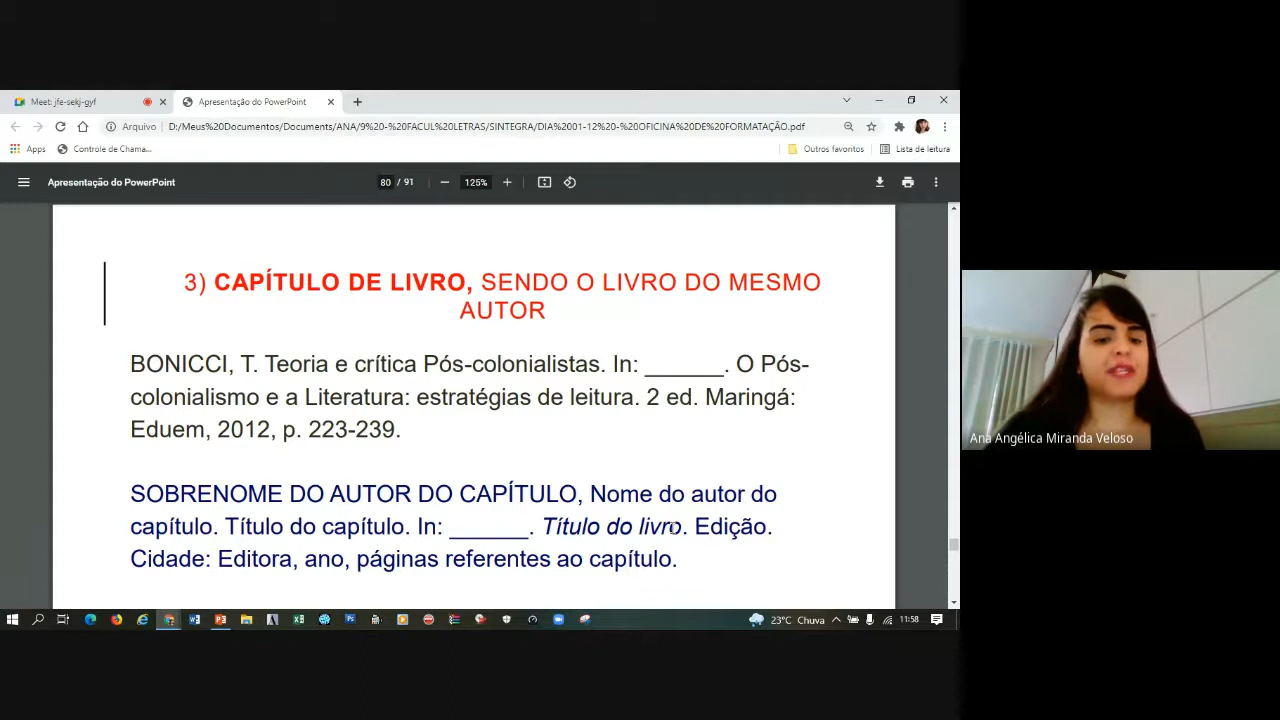 Meet: jfe-sekj-gyf
Apresentação do PowerPoint
Arquivo
D:/Meus%20Documentos/Documents/ANA/9%20-%20FACUL%20LETRAS/SINTEGRA/DIA%2001-12%20-%20OFICINA%20DE%20FORMATAÇÃO.pdf
Apps
Controle de Chama...
Outros favoritos
Lista de leitura
Apresentação do PowerPoint
80 / 91
125%
3) CAPÍTULO DE LIVRO, SENDO O LIVRO DO MESMO
AUTOR
BONICCI, T. Teoria e crítica Pós-colonialistas. In: ______. O Pós-
colonialismo e a Literatura: estratégias de leitura. 2 ed. Maringá:
Eduem, 2012, p. 223-239.
SOBRENOME DO AUTOR DO CAPÍTULO, Nome do autor do
capítulo. Título do capítulo. In: ______. Título do livro. Edição.
Cidade: Editora, ano, páginas referentes ao capítulo.
Ana Angélica Miranda Veloso
23°C Chuva
11:58